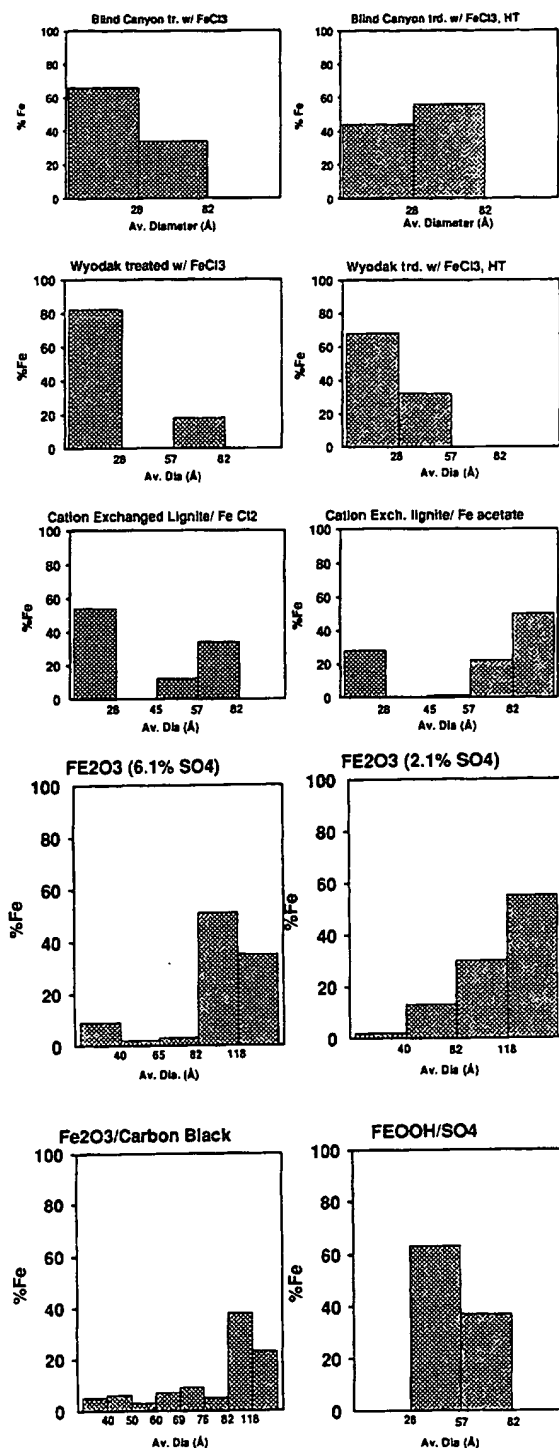 Blind Canyon tr. w/ FeCl3
100
80
60
40
20
0
% Fe
28 82
Av. Diameter (Å)
Blind Canyon trd. w/ FeCl3, HT
100
80
60
40
20
0
% Fe
28 82
Av. Diameter (Å)
Wyodak treated w/ FeCl3
100
80
60
40
20
0
%Fe
28 57 82
Av. Dia (Å)
Wyodak trd. w/ FeCl3, HT
100
80
60
40
20
0
%Fe
28 57 82
Av. Dia (Å)
Cation Exchanged Lignite/ Fe Cl2
100
80
60
40
20
0
%Fe
28 45 57 82
Av. Dia (Å)
Cation Exch. lignite/ Fe acetate
100
80
60
40
20
0
%Fe
28 45 57 82
Av. Dia (Å)
FE2O3 (6.1% SO4)
100
80
60
40
20
0
%Fe
40 65 82 118
Av. Dia. (Å)
FE2O3 (2.1% SO4)
100
80
60
40
20
0
%Fe
40 82 118
Av. Dia (Å)
Fe2O3/Carbon Black
100
80
60
40
20
0
%Fe
40 50 60 69 76 82 118
Av. Dia (Å)
FEOOH/SO4
100
80
60
40
20
0
%Fe
28 57 82
Av. Dia (Å)